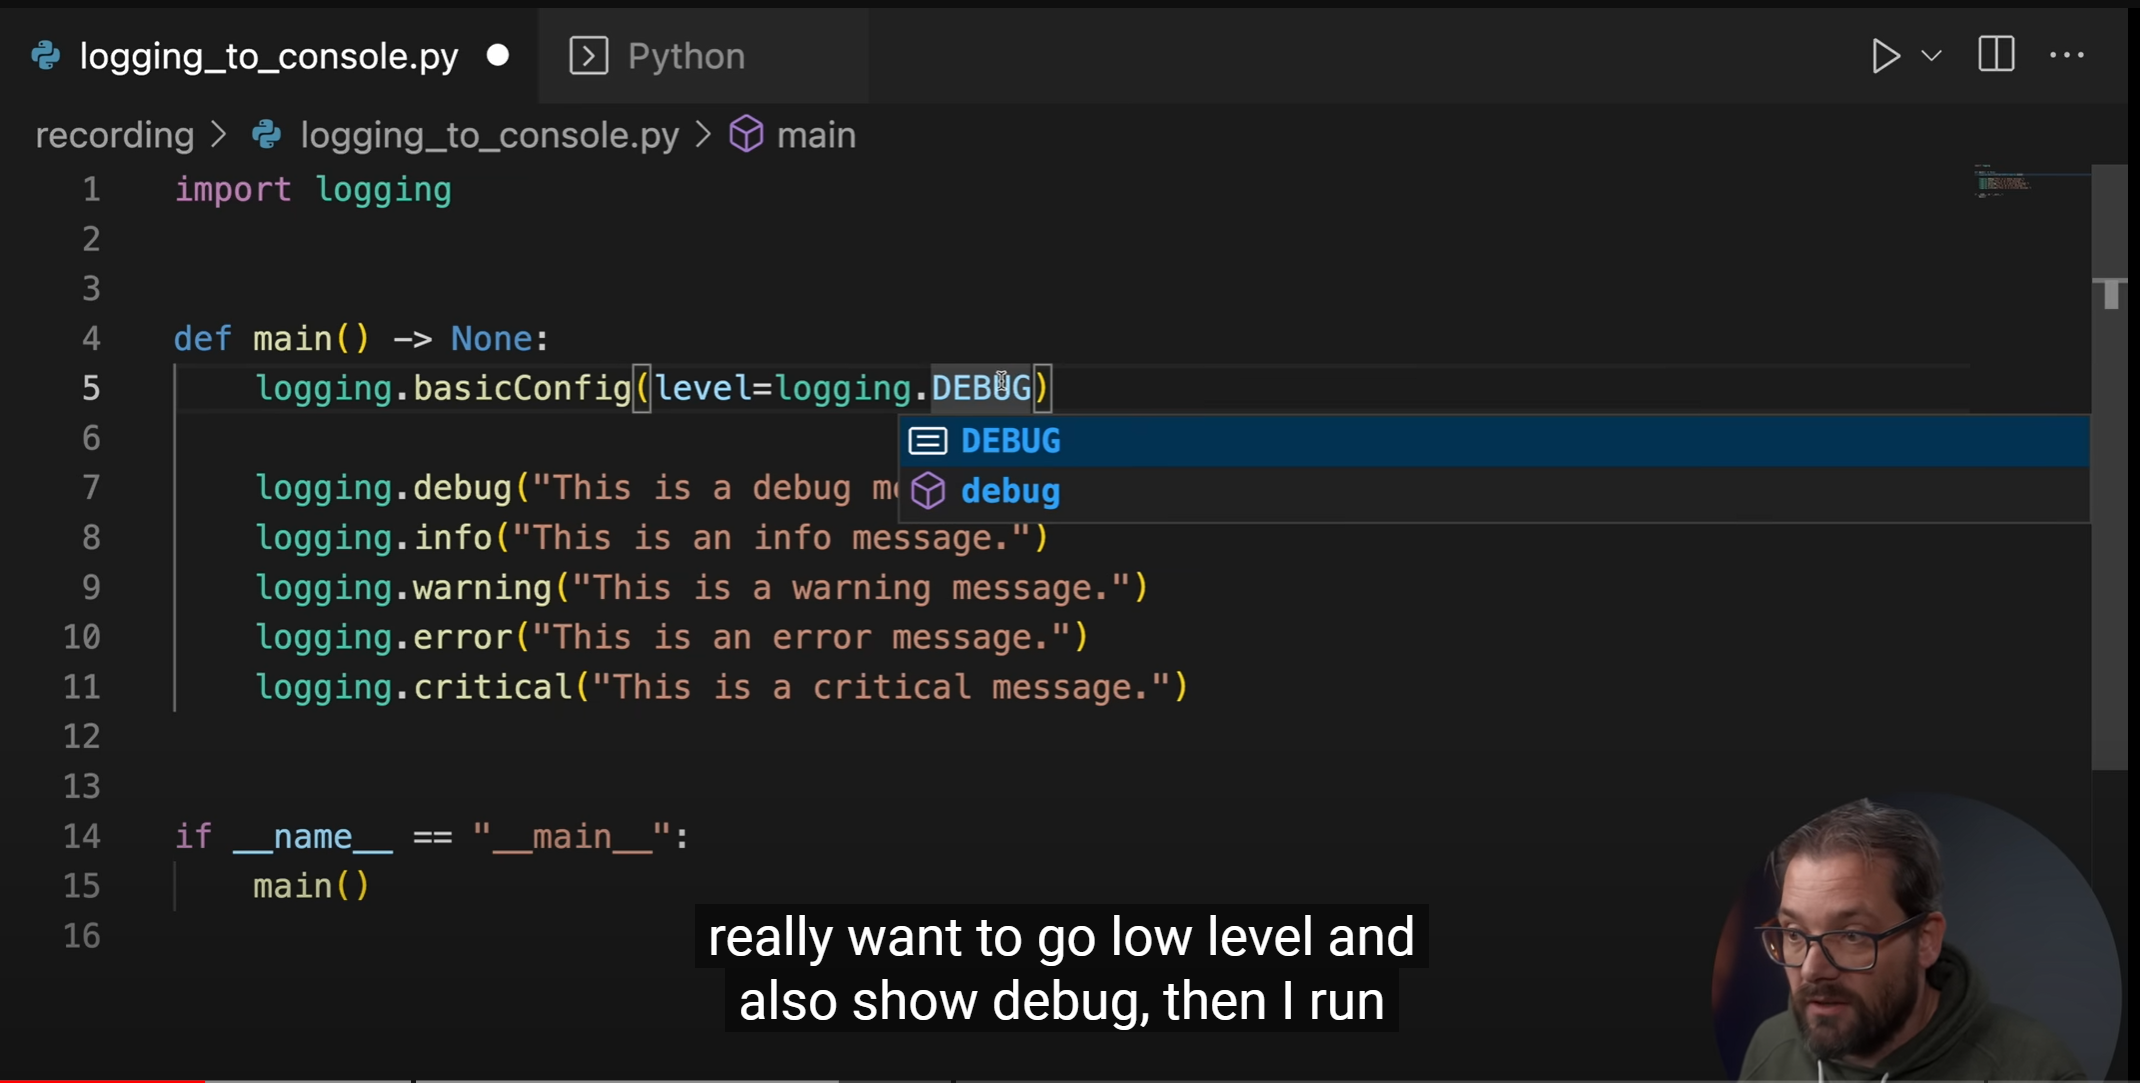 logging_to_console.py
Python
recording > logging_to_console.py > main
1 import logging
2
3
4 def main() -> None:
5 logging.basicConfig(level=logging.DEBUG)
DEBUG
debug
6
7 logging.debug("This is a debug me
8 logging.info("This is an info message.")
9 logging.warning("This is a warning message.")
10 logging.error("This is an error message.")
11 logging.critical("This is a critical message.")
12
13
14 if __name__ == "__main__":
15 main()
16
really want to go low level and
also show debug, then I run